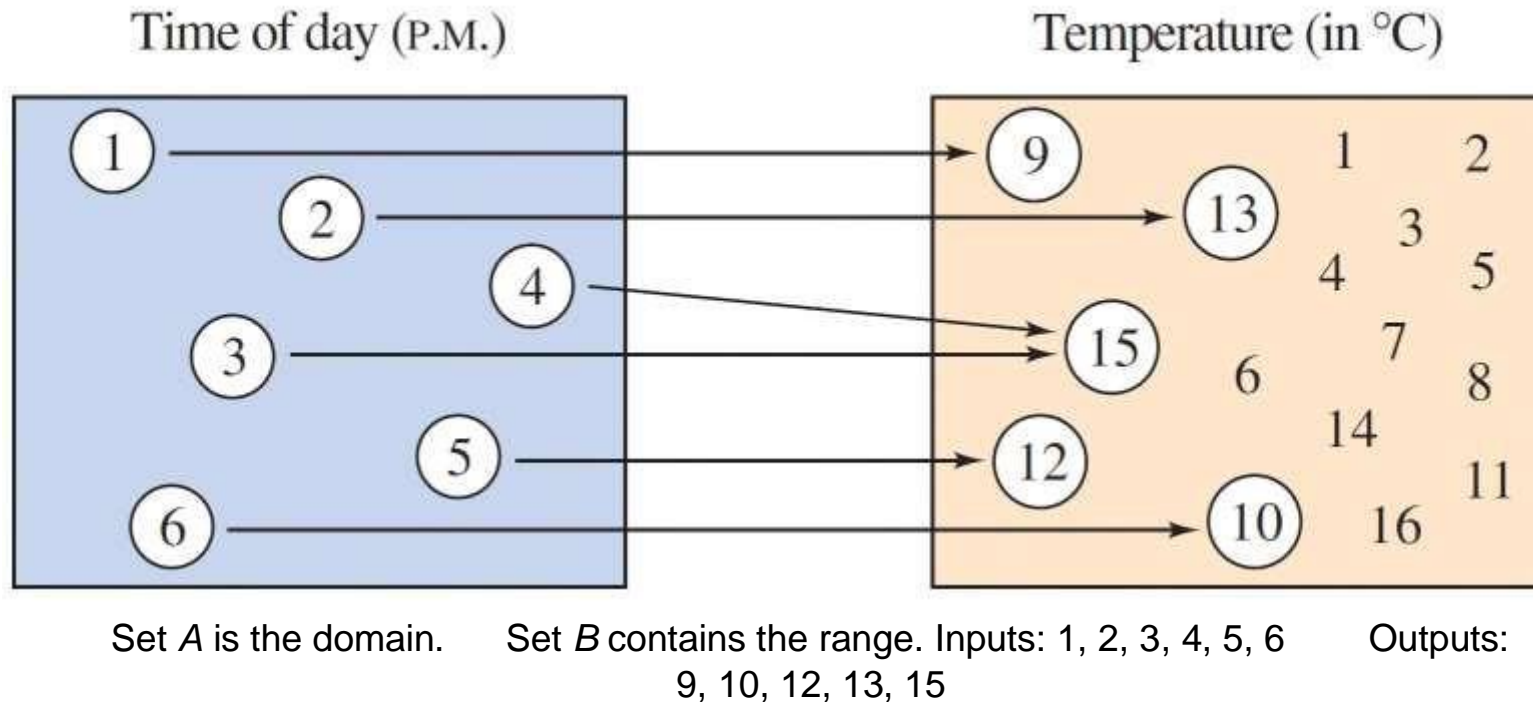 Time of day (P.M.) Temperature (in °C)
1 9 1 2
2 13 3
4 4 5
3 15 6 7 8
5 12 14 11
6 10 16
Set A is the domain. Set B contains the range. Inputs: 1, 2, 3, 4, 5, 6 Outputs:
9, 10, 12, 13, 15